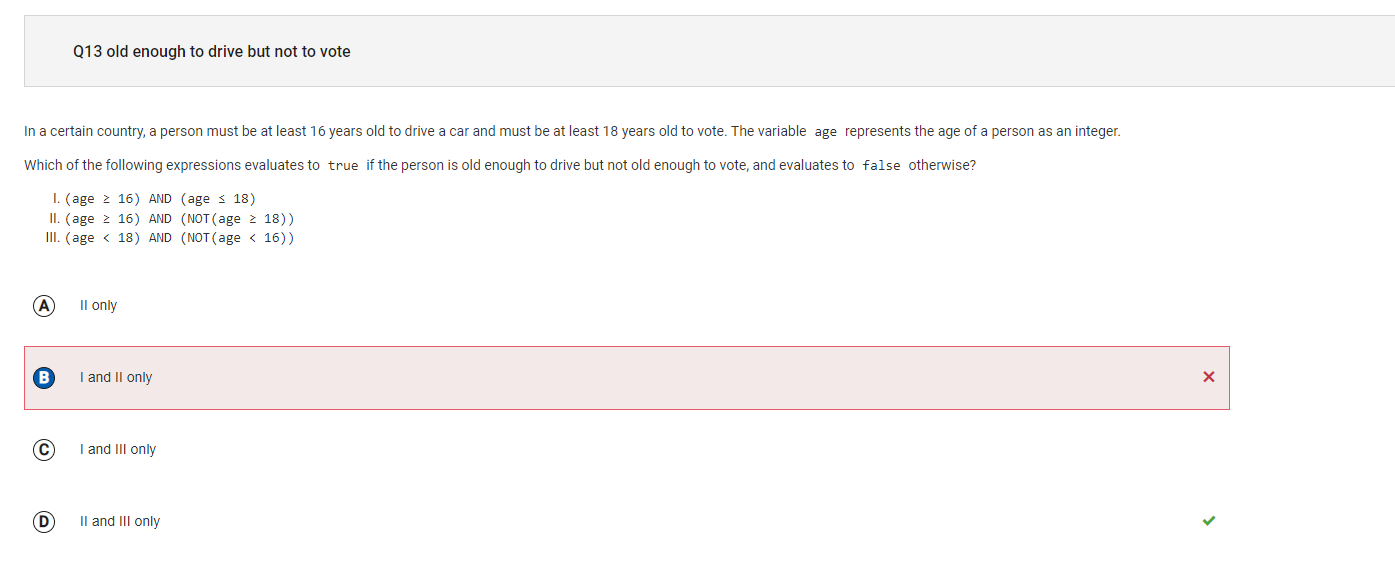 Q13 old enough to drive but not to vote
In a certain country, a person must be at least 16 years old to drive a car and must be at least 18 years old to vote. The variable age represents the age of a person as an integer.
Which of the following expressions evaluates to true if the person is old enough to drive but not old enough to vote, and evaluates to false otherwise?
I. (age ≥ 16) AND (age ≤ 18)
II. (age ≥ 16) AND (NOT(age ≥ 18))
III. (age < 18) AND (NOT(age < 16))
A II only
B I and II only
C I and III only
D II and III only